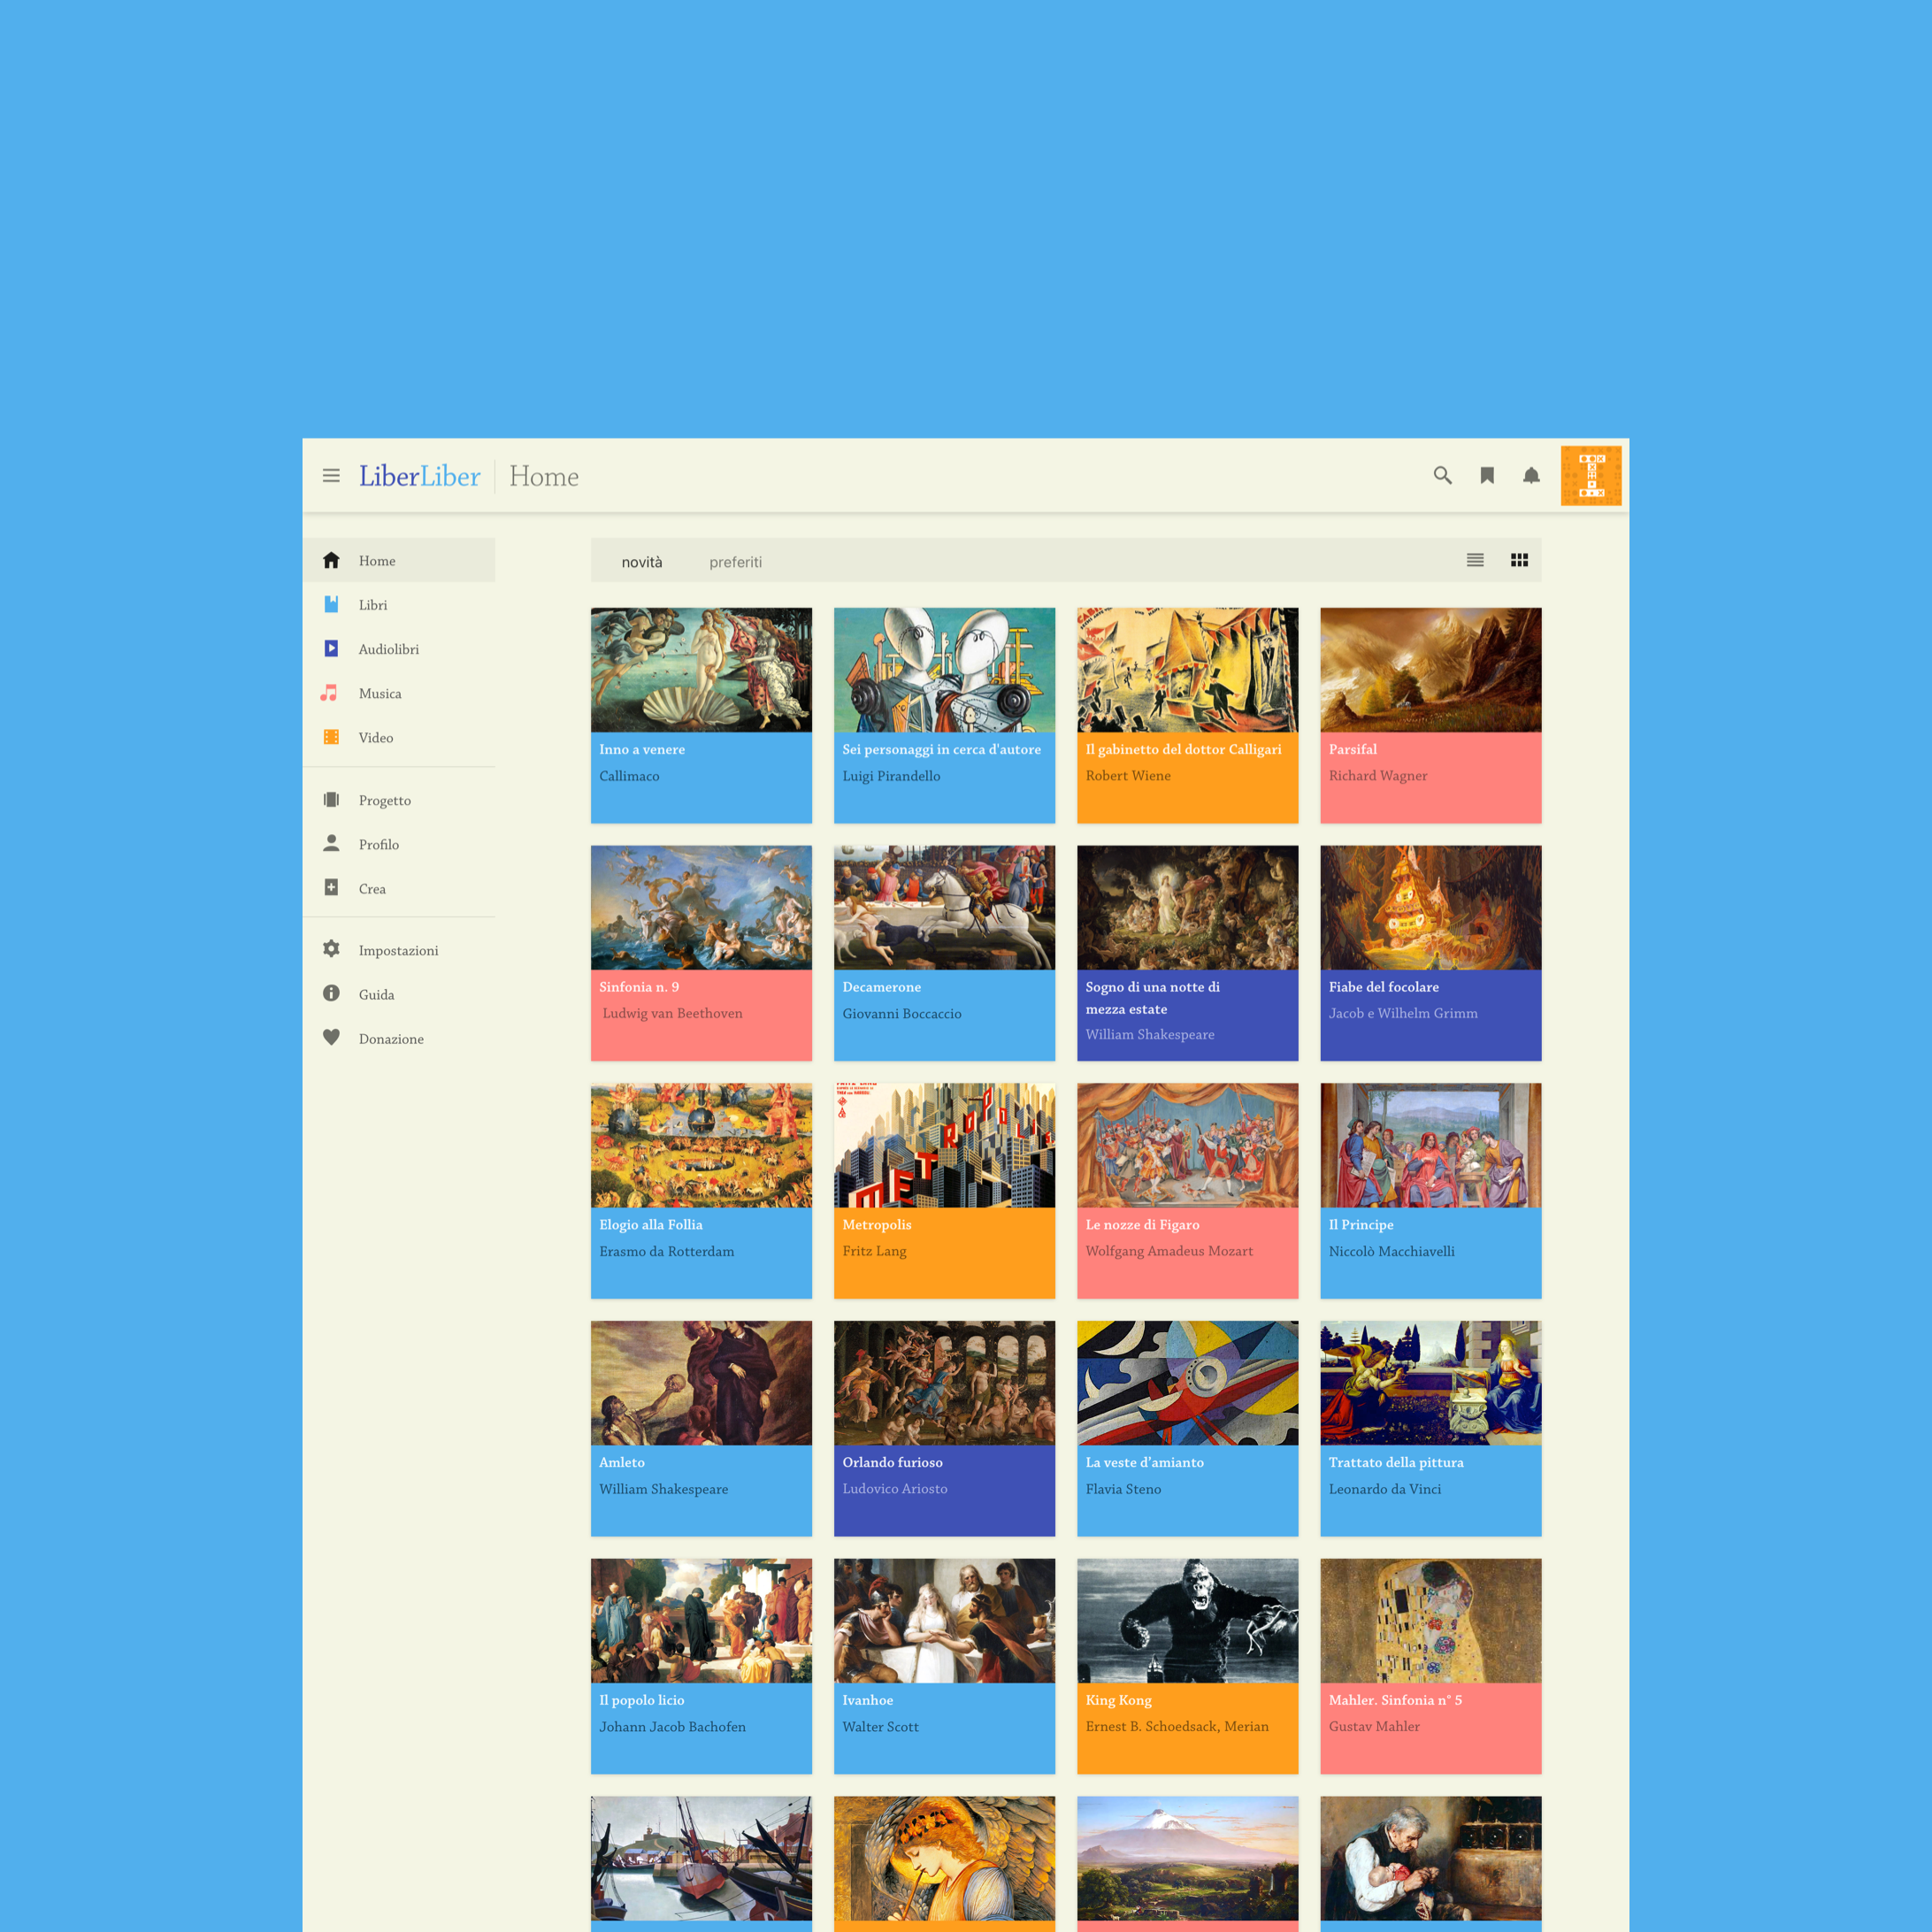 LiberLiber Home
Home
Libri
Audiolibri
Musica
Video
Progetto
Profilo
Crea
Impostazioni
Guida
Donazione
novità preferiti
Inno a venere
Callimaco
Sei personaggi in cerca d'autore
Luigi Pirandello
Il gabinetto del dottor Calligari
Robert Wiene
Parsifal
Richard Wagner
Sinfonia n. 9
Ludwig van Beethoven
Decamerone
Giovanni Boccaccio
Sogno di una notte di
mezza estate
William Shakespeare
Fiabe del focolare
Jacob e Wilhelm Grimm
METROPOLIS
Elogio alla Follia
Erasmo da Rotterdam
Metropolis
Fritz Lang
Le nozze di Figaro
Wolfgang Amadeus Mozart
Il Principe
Niccolò Macchiavelli
Amleto
William Shakespeare
Orlando furioso
Ludovico Ariosto
La veste d'amianto
Flavia Steno
Trattato della pittura
Leonardo da Vinci
Il popolo licio
Johann Jacob Bachofen
Ivanhoe
Walter Scott
King Kong
Ernest B. Schoedsack, Merian
Mahler. Sinfonia n° 5
Gustav Mahler